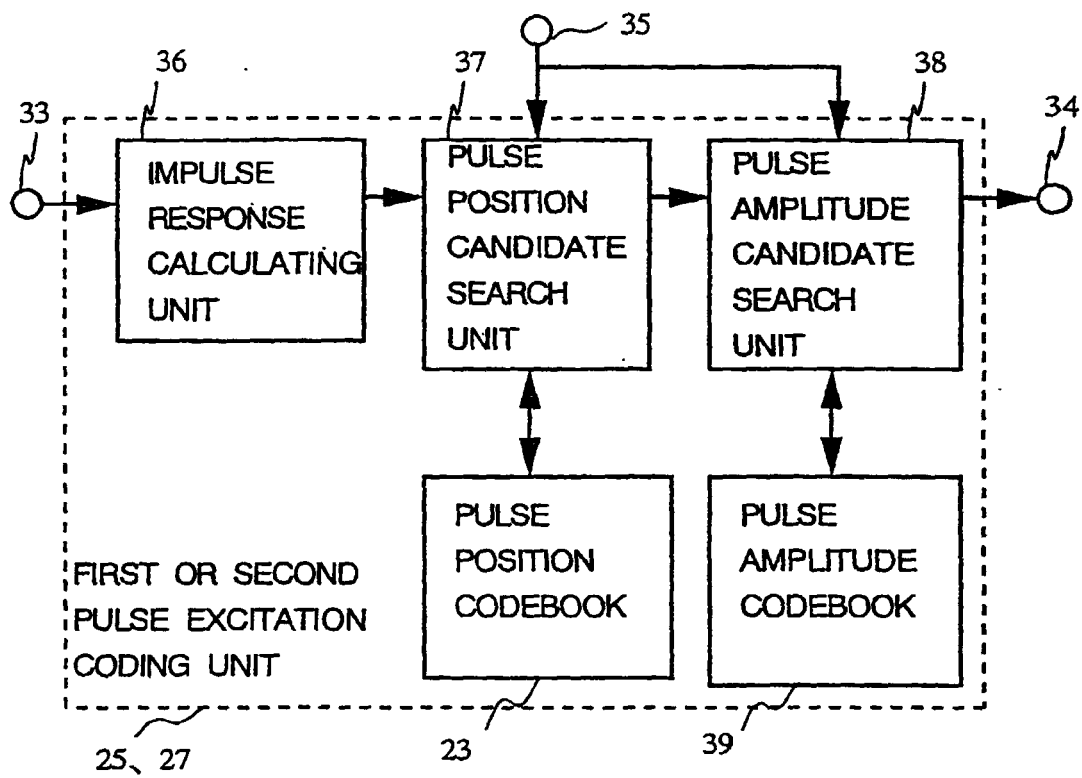 35
36
37
38
33
34
IMPULSE
RESPONSE
CALCULATING
UNIT
PULSE
POSITION
CANDIDATE
SEARCH
UNIT
PULSE
AMPLITUDE
CANDIDATE
SEARCH
UNIT
PULSE
POSITION
CODEBOOK
PULSE
AMPLITUDE
CODEBOOK
FIRST OR SECOND
PULSE EXCITATION
CODING UNIT
25、27
23
39